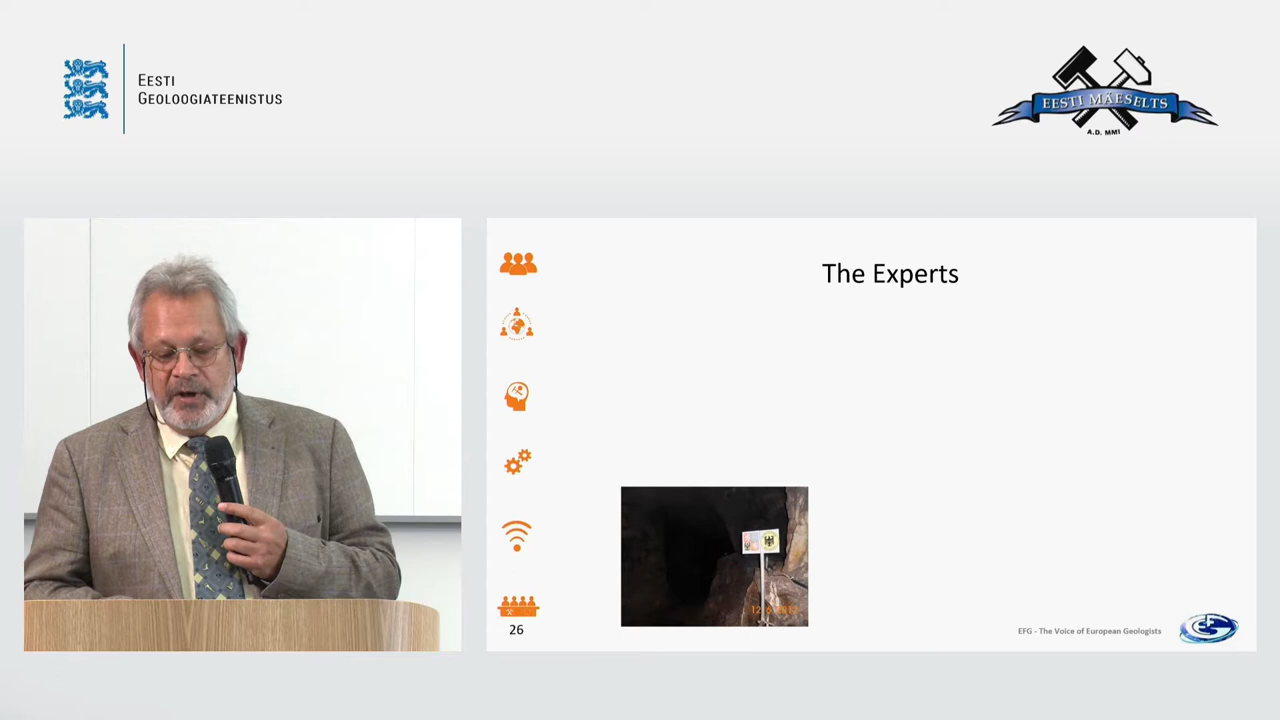 EESTI
GEOLOOGIATEENISTUS
EESTI MÄESELTS
A.D. MMI
The Experts
26
EFG - The Voice of European Geologists